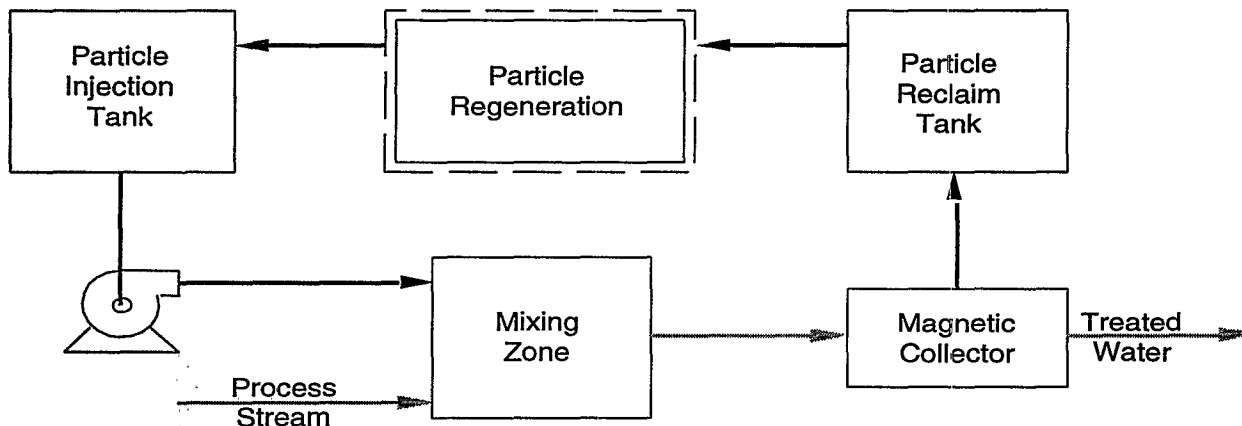 Particle
Injection
Tank
Particle
Regeneration
Particle
Reclaim
Tank
Mixing
Zone
Magnetic
Collector
Treated
Water
Process
Stream